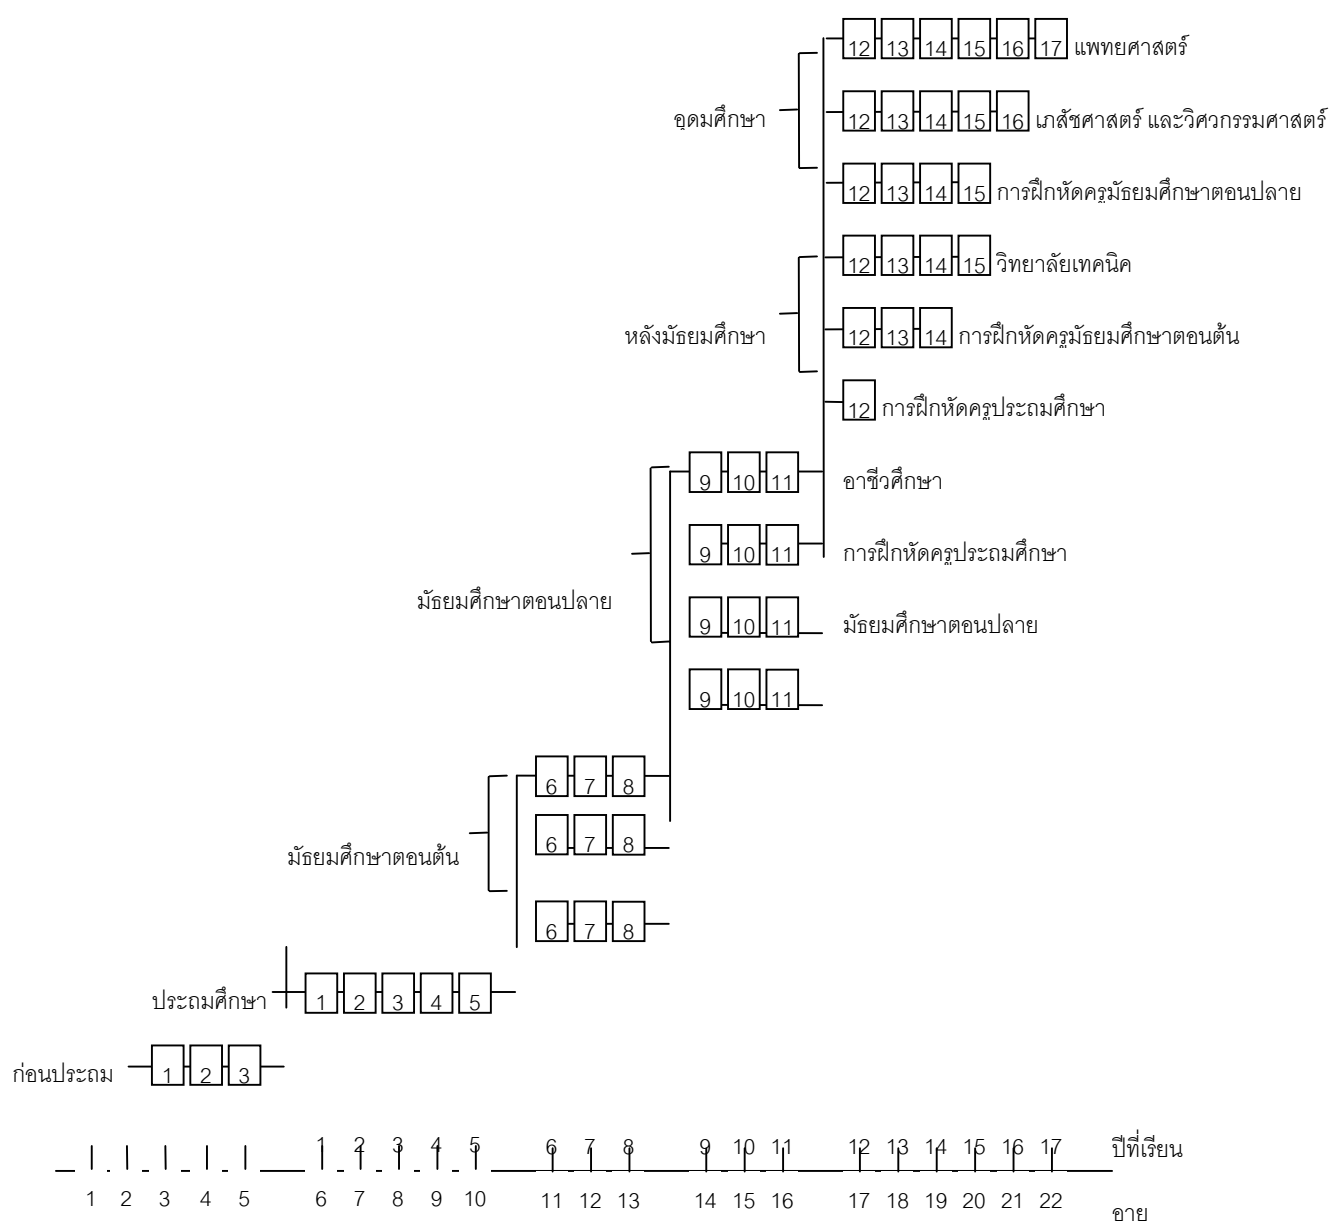 12 13 14 15 16 17 แพทยศาสตร์
อุดมศึกษา
12 13 14 15 16 เภสัชศาสตร์ และวิศวกรรมศาสตร์
12 13 14 15 การฝึกหัดครูมัธยมศึกษาตอนปลาย
12 13 14 15 วิทยาลัยเทคนิค
หลังมัธยมศึกษา
12 13 14 การฝึกหัดครูมัธยมศึกษาตอนต้น
12 การฝึกหัดครูประถมศึกษา
9 10 11 อาชีวศึกษา
9 10 11 การฝึกหัดครูประถมศึกษา
มัธยมศึกษาตอนปลาย
9 10 11 มัธยมศึกษาตอนปลาย
9 10 11
6 7 8
6 7 8
มัธยมศึกษาตอนต้น
6 7 8
ประถมศึกษา 1 2 3 4 5
ก่อนประถม 1 2 3
1 2 3 4 5 6 7 8 9 10 11 12 13 14 15 16 17 ปีที่เรียน
1 2 3 4 5 6 7 8 9 10 11 12 13 14 15 16 17 18 19 20 21 22 อาย